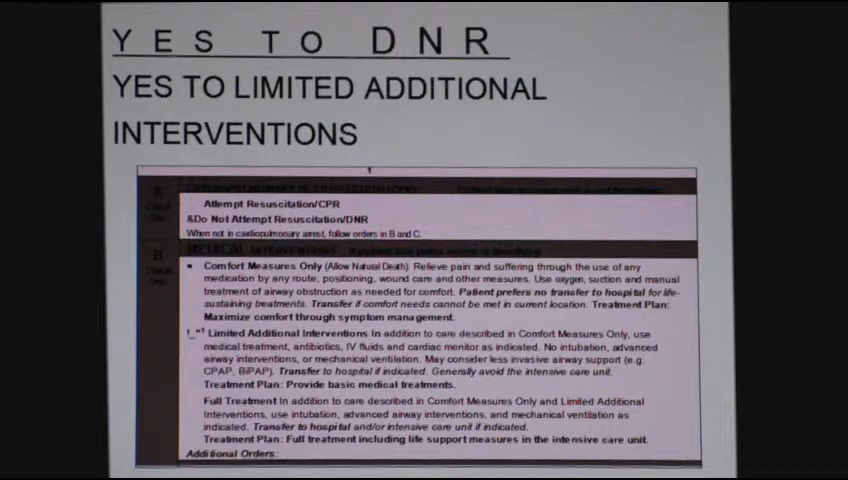 YES TO DNR
YES TO LIMITED ADDITIONAL
INTERVENTIONS
1
A
Attempt Resuscitation/CPR
&Do Not Attempt Resuscitation/DNR
When not in cardiopulmonary arrest, follow orders in B and C.
B
MEDICAL INTERVENTIONS
Comfort Measures Only (Allow Natural Death). Relieve pain and suffering through the use of any
medication by any route, positioning, wound care and other measures. Use oxygen, suction and manual
treatment of airway obstruction as needed for comfort. Patient prefers no transfer to hospital for life-
sustaining treatments. Transfer if comfort needs cannot be met in current location. Treatment Plan:
Maximize comfort through symptom management.
Limited Additional Interventions In addition to care described in Comfort Measures Only, use
medical treatment, antibiotics, IV fluids and cardiac monitor as indicated. No intubation, advanced
airway interventions, or mechanical ventilation. May consider less invasive airway support (e.g.
CPAP, BiPAP). Transfer to hospital if indicated. Generally avoid the intensive care unit.
Treatment Plan: Provide basic medical treatments.
Full Treatment In addition to care described in Comfort Measures Only and Limited Additional
Interventions, use intubation, advanced airway interventions, and mechanical ventilation as
indicated. Transfer to hospital and/or intensive care unit if indicated.
Treatment Plan: Full treatment including life support measures in the intensive care unit.
Additional Orders: